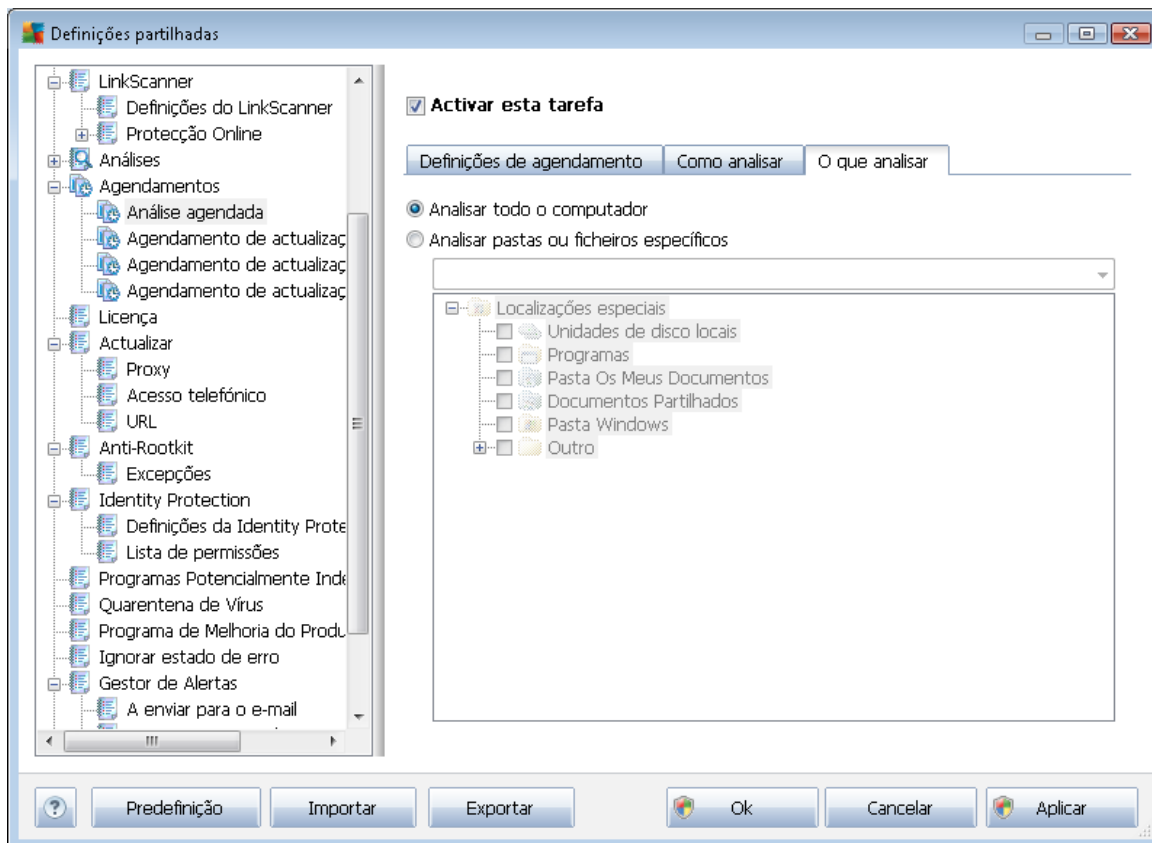 Definições partilhadas
LinkScanner
Definições do LinkScanner
Protecção Online
Análises
Agendamentos
Análise agendada
Agendamento de actualizaç
Agendamento de actualizaç
Agendamento de actualizaç
Licença
Actualizar
Proxy
Acesso telefónico
URL
Anti-Rootkit
Excepções
Identity Protection
Definições da Identity Prote
Lista de permissões
Programas Potencialmente Inde
Quarentena de Vírus
Programa de Melhoria do Produ
Ignorar estado de erro
Gestor de Alertas
A enviar para o e-mail
Activar esta tarefa
Definições de agendamento Como analisar O que analisar
Analisar todo o computador
Analisar pastas ou ficheiros específicos
Localizações especiais
Unidades de disco locais
Programas
Pasta Os Meus Documentos
Documentos Partilhados
Pasta Windows
Outro
? Predefinição Importar Exportar Ok Cancelar Aplicar